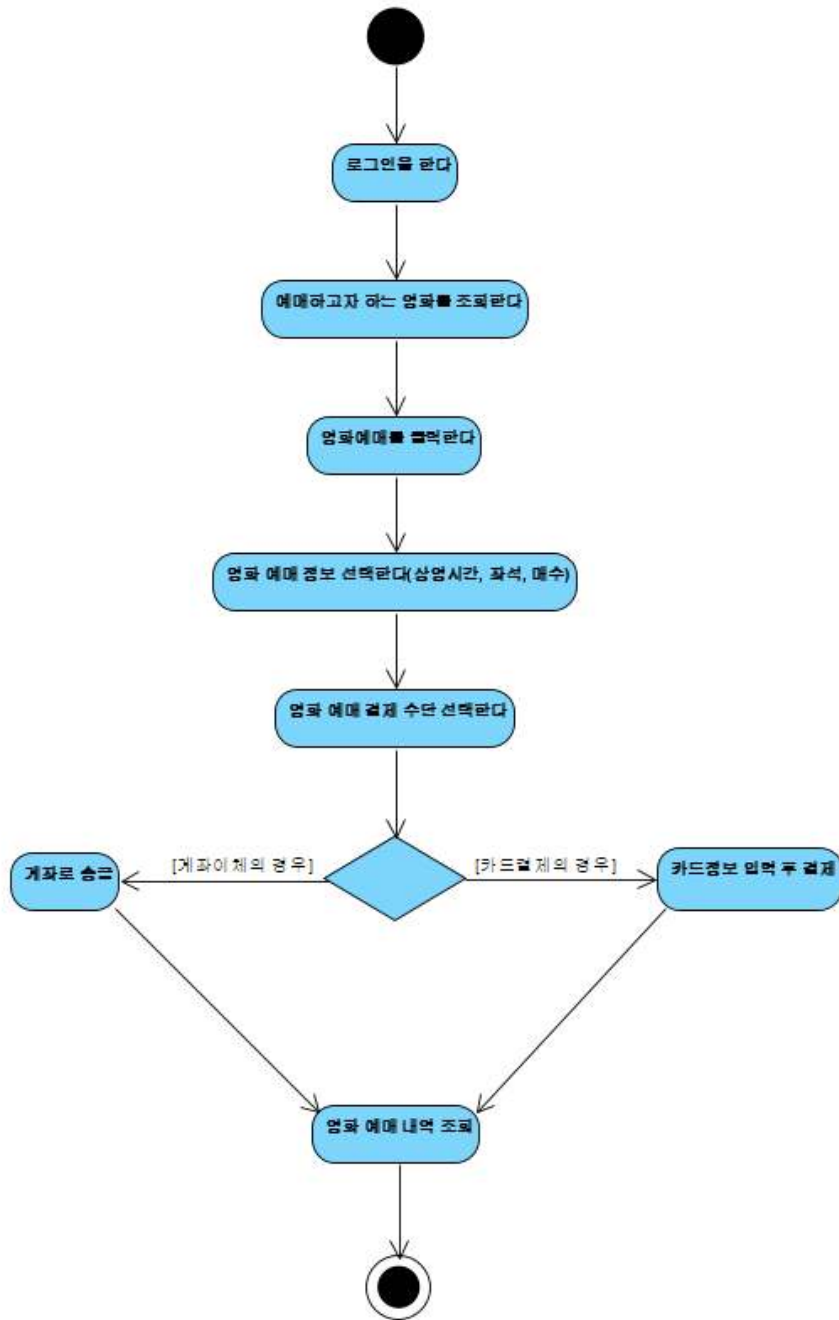 로그인을 한다
예매하고자 하는 영화를 조회한다
영화예매를 클릭한다
영화 예매 정보 선택한다(상영시간, 좌석, 매수)
영화 예매 결제 수단 선택한다
[계좌이체의 경우]
[카드결제의 경우]
계좌로 송금
카드정보 입력 후 결제
영화 예매 내역 조회